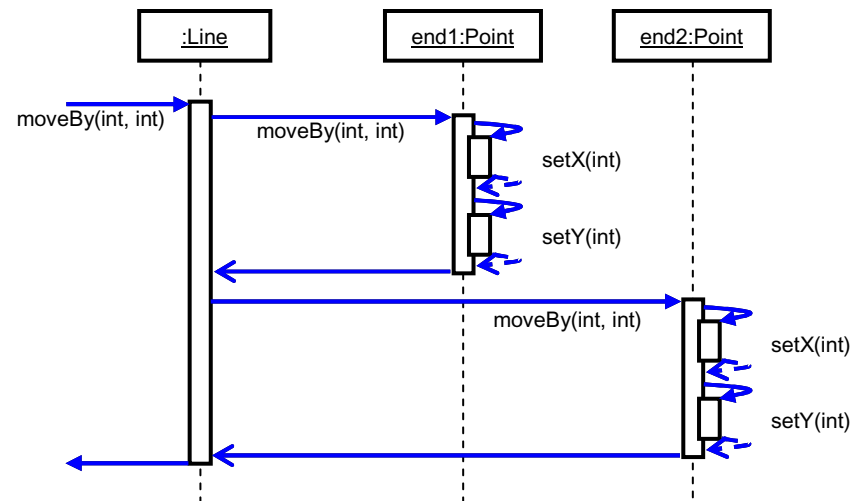 :Line
end1:Point
end2:Point
moveBy(int, int)
moveBy(int, int)
setX(int)
setY(int)
moveBy(int, int)
setX(int)
setY(int)